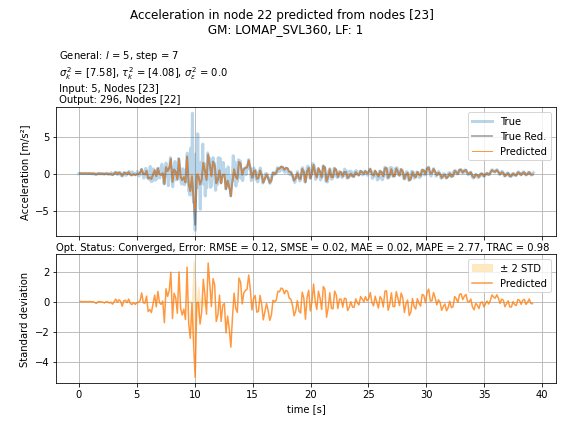 Acceleration in node 22 predicted from nodes [23]
GM: LOMAP_SVL360, LF: 1
General: l = 5, step = 7
σ²ₖ = [7.58], τ²ₖ = [4.08], σ²ε = 0.0
Input: 5, Nodes [23]
Output: 296, Nodes [22]
True
True Red.
Predicted
Acceleration [m/s²]
5
0
−5
Opt. Status: Converged, Error: RMSE = 0.12, SMSE = 0.02, MAE = 0.02, MAPE = 2.77, TRAC = 0.98
± 2 STD
Predicted
Standard deviation
2
0
−2
−4
0 5 10 15 20 25 30 35 40
time [s]